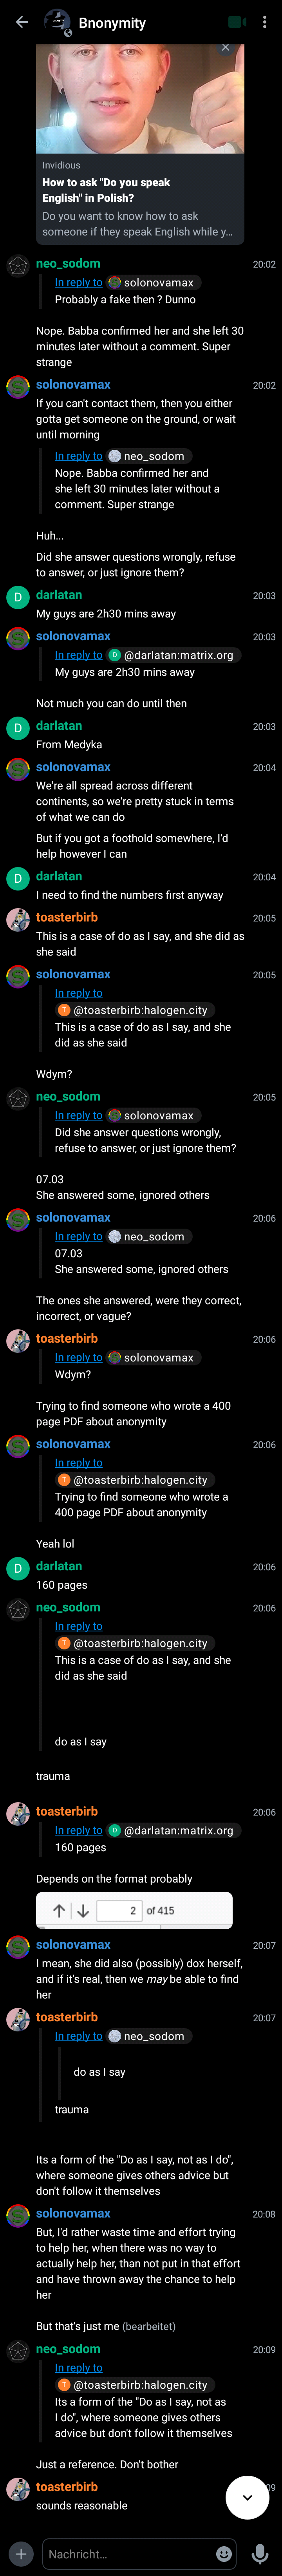 Bnonymity
Invidious
How to ask "Do you speak
English" in Polish?
Do you want to know how to ask
someone if they speak English while y...
neo_sodom 20:02
In reply to solonovamax
Probably a fake then ? Dunno
Nope. Babba confirmed her and she left 30
minutes later without a comment. Super
strange
solonovamax 20:02
If you can't contact them, then you either
gotta get someone on the ground, or wait
until morning
In reply to neo_sodom
Nope. Babba confirmed her and
she left 30 minutes later without a
comment. Super strange
Huh...
Did she answer questions wrongly, refuse
to answer, or just ignore them?
D darlatan 20:03
My guys are 2h30 mins away
solonovamax 20:03
In reply to D @darlatan:matrix.org
My guys are 2h30 mins away
Not much you can do until then
D darlatan 20:03
From Medyka
solonovamax 20:04
We're all spread across different
continents, so we're pretty stuck in terms
of what we can do
But if you got a foothold somewhere, I'd
help however I can
D darlatan 20:04
I need to find the numbers first anyway
toasterbirb 20:05
This is a case of do as I say, and she did as
she said
solonovamax 20:05
In reply to
T @toasterbirb:halogen.city
This is a case of do as I say, and she
did as she said
Wdym?
neo_sodom 20:05
In reply to solonovamax
Did she answer questions wrongly,
refuse to answer, or just ignore them?
07.03
She answered some, ignored others
solonovamax 20:06
In reply to neo_sodom
07.03
She answered some, ignored others
The ones she answered, were they correct,
incorrect, or vague?
toasterbirb 20:06
In reply to solonovamax
Wdym?
Trying to find someone who wrote a 400
page PDF about anonymity
solonovamax 20:06
In reply to
T @toasterbirb:halogen.city
Trying to find someone who wrote a
400 page PDF about anonymity
Yeah lol
D darlatan 20:06
160 pages
neo_sodom 20:06
In reply to
T @toasterbirb:halogen.city
This is a case of do as I say, and she
did as she said
do as I say
trauma
toasterbirb 20:06
In reply to D @darlatan:matrix.org
160 pages
Depends on the format probably
2 of 415
solonovamax 20:07
I mean, she did also (possibly) dox herself,
and if it's real, then we may be able to find
her
toasterbirb 20:07
In reply to neo_sodom
do as I say
trauma
Its a form of the "Do as I say, not as I do",
where someone gives others advice but
don't follow it themselves
solonovamax 20:08
But, I'd rather waste time and effort trying
to help her, when there was no way to
actually help her, than not put in that effort
and have thrown away the chance to help
her
But that's just me (bearbeitet)
neo_sodom 20:09
In reply to
T @toasterbirb:halogen.city
Its a form of the "Do as I say, not as
I do", where someone gives others
advice but don't follow it themselves
Just a reference. Don't bother
toasterbirb 09
sounds reasonable
Nachricht...